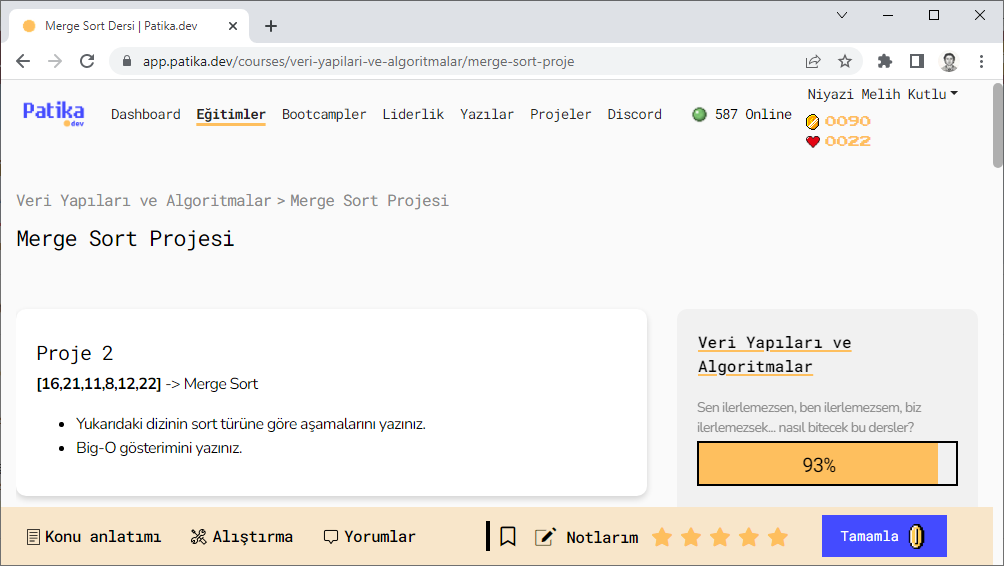 Merge Sort Dersi | Patika.dev
app.patika.dev/courses/veri-yapilari-ve-algoritmalar/merge-sort-proje
Patika
dev
Dashboard Eğitimler Bootcampler Liderlik Yazılar Projeler Discord
587 Online
Niyazi Melih Kutlu
0090
0022
Veri Yapıları ve Algoritmalar > Merge Sort Projesi
Merge Sort Projesi
Proje 2
[16,21,11,8,12,22] -> Merge Sort
• Yukarıdaki dizinin sort türüne göre aşamalarını yazınız.
• Big-O gösterimini yazınız.
Veri Yapıları ve
Algoritmalar
Sen ilerlemezsen, ben ilerlemezsem, biz
ilerlemezsek... nasıl bitecek bu dersler?
93%
Konu anlatımı Alıştırma Yorumlar Notlarım Tamamla